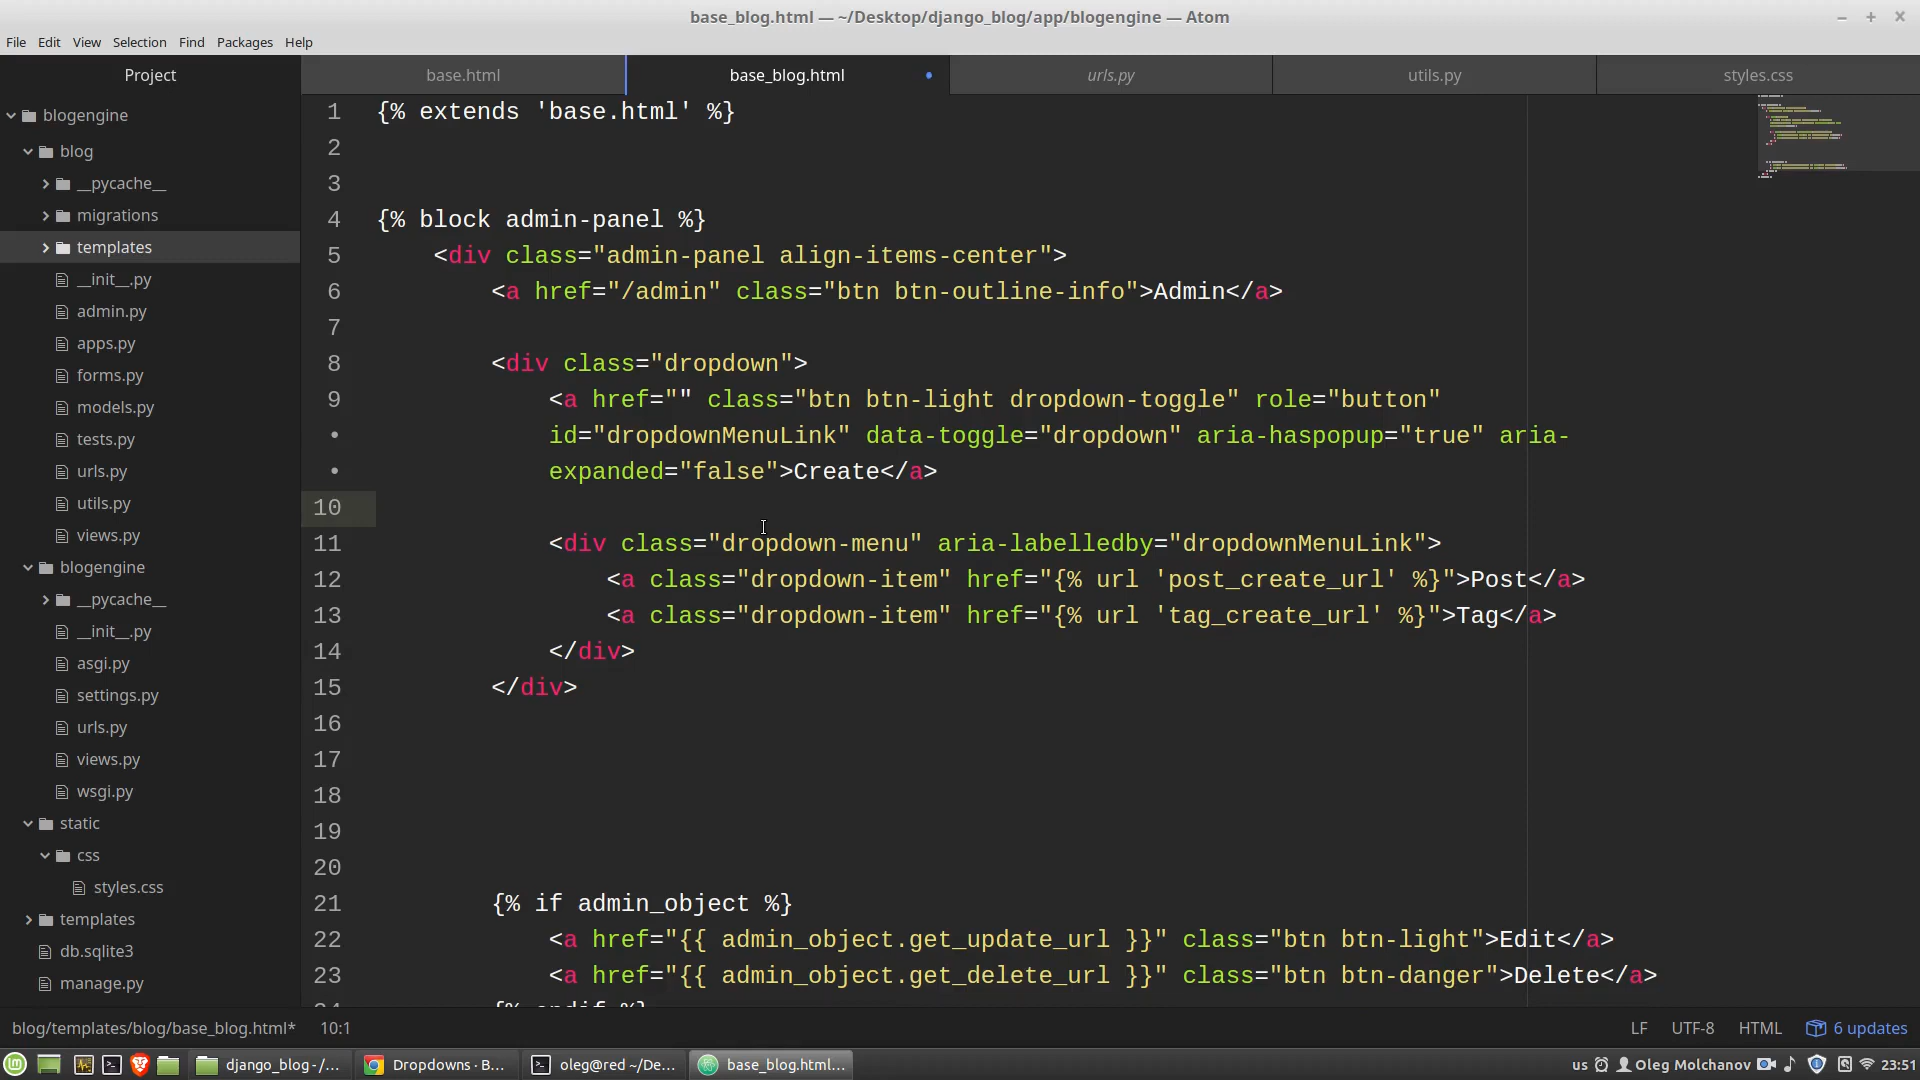 base_blog.html — ~/Desktop/django_blog/app/blogengine — Atom
File Edit View Selection Find Packages Help
Project
base.html
base_blog.html
urls.py
utils.py
styles.css
blogengine
blog
__pycache__
migrations
templates
__init__.py
admin.py
apps.py
forms.py
models.py
tests.py
urls.py
utils.py
views.py
blogengine
__pycache__
__init__.py
asgi.py
settings.py
urls.py
views.py
wsgi.py
static
css
styles.css
templates
db.sqlite3
manage.py
1 {% extends 'base.html' %}
2
3
4 {% block admin-panel %}
5 <div class="admin-panel align-items-center">
6 <a href="/admin" class="btn btn-outline-info">Admin</a>
7
8 <div class="dropdown">
9 <a href="" class="btn btn-light dropdown-toggle" role="button"
• id="dropdownMenuLink" data-toggle="dropdown" aria-haspopup="true" aria-
• expanded="false">Create</a>
10
11 <div class="dropdown-menu" aria-labelledby="dropdownMenuLink">
12 <a class="dropdown-item" href="{% url 'post_create_url' %}">Post</a>
13 <a class="dropdown-item" href="{% url 'tag_create_url' %}">Tag</a>
14 </div>
15 </div>
16
17
18
19
20
21 {% if admin_object %}
22 <a href="{{ admin_object.get_update_url }}" class="btn btn-light">Edit</a>
23 <a href="{{ admin_object.get_delete_url }}" class="btn btn-danger">Delete</a>
24 {% endif %}
blog/templates/blog/base_blog.html* 10:1
LF UTF-8 HTML 6 updates
django_blog - /...
Dropdowns · B...
oleg@red ~/De...
base_blog.html...
us Oleg Molchanov 23:51